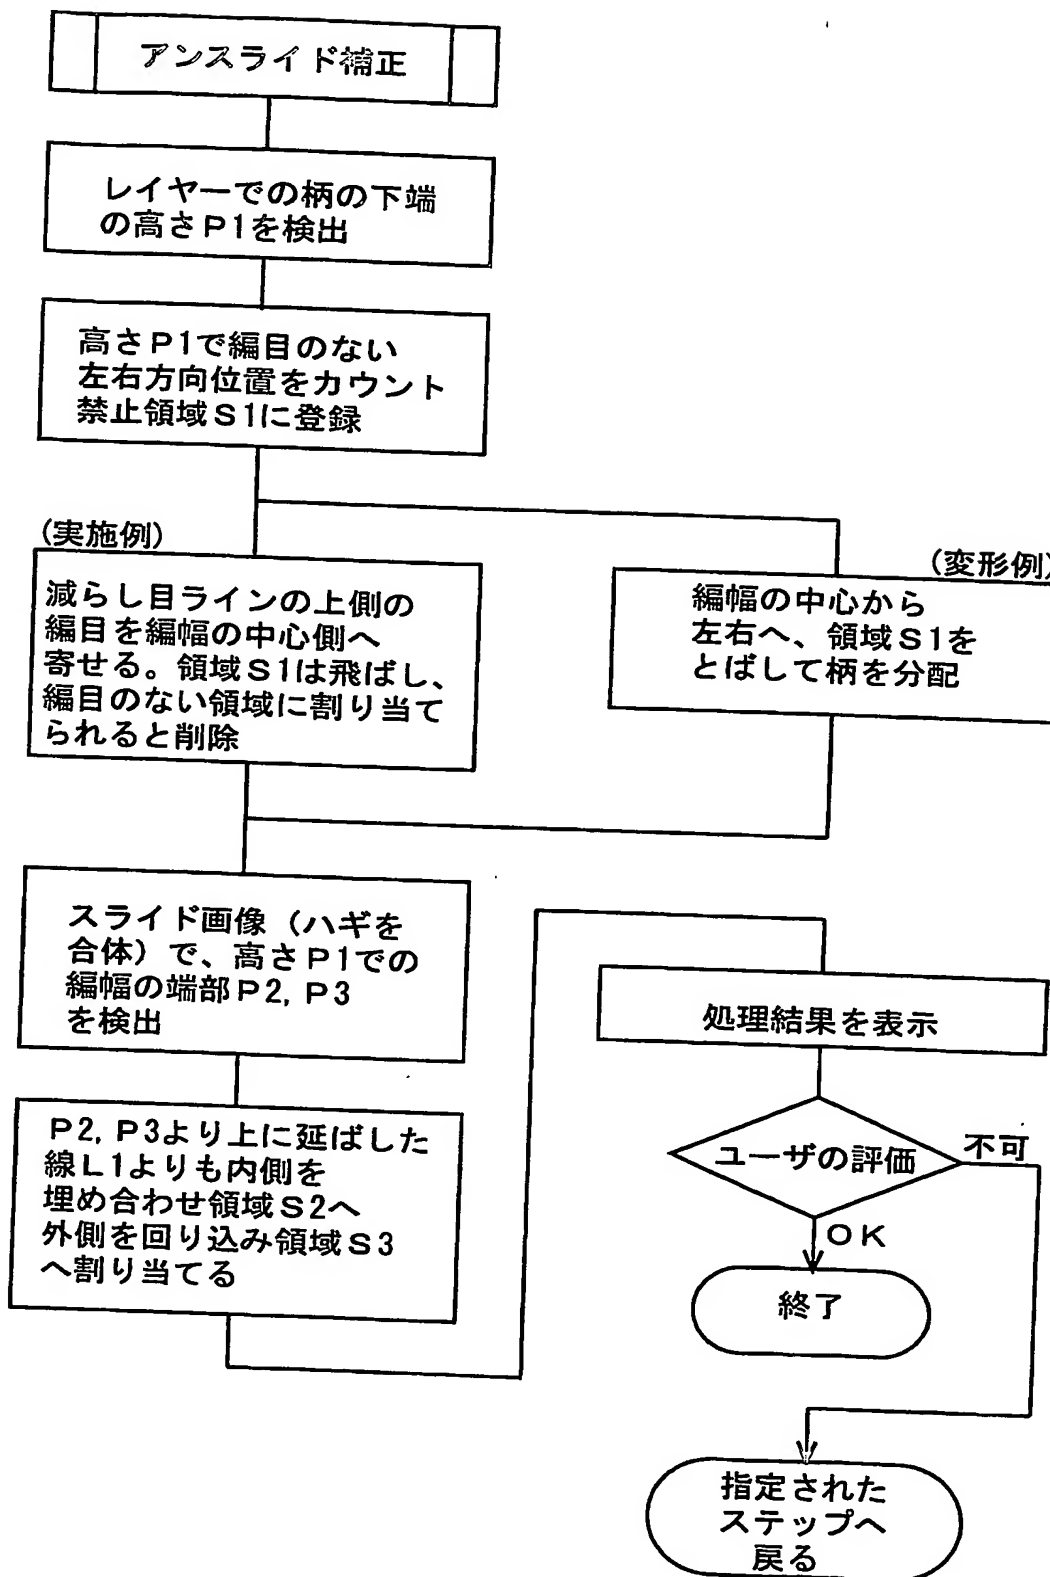 アンスライド補正
レイヤーでの柄の下端
の高さP1を検出
高さP1で編目のない
左右方向位置をカウント
禁止領域S1に登録
(実施例)
減らし目ラインの上側の
編目を編幅の中心側へ
寄せる。領域S1は飛ばし、
編目のない領域に割り当て
られると削除
(変形例)
編幅の中心から
左右へ、領域S1を
とばして柄を分配
スライド画像(ハギを
合体)で、高さP1での
編幅の端部P2, P3
を検出
P2, P3より上に延ばした
線L1よりも内側を
埋め合わせ領域S2へ
外側を回り込み領域S3
へ割り当てる
処理結果を表示
ユーザの評価
不可
OK
終了
指定された
ステップへ
戻る